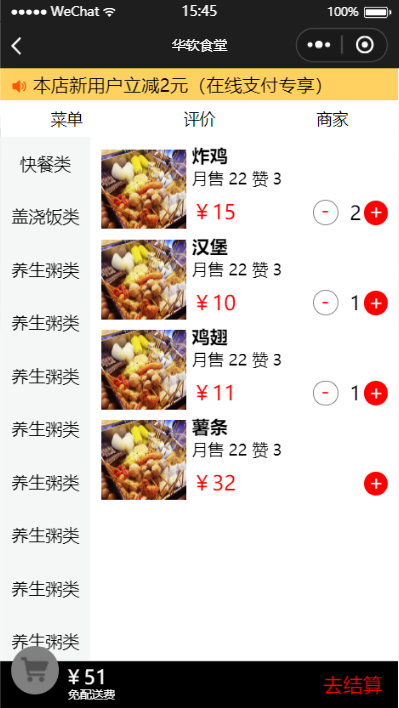 WeChat 15:45 100%
华软食堂
本店新用户立减2元（在线支付专享）
菜单 评价 商家
快餐类
盖浇饭类
养生粥类
养生粥类
养生粥类
养生粥类
养生粥类
养生粥类
养生粥类
养生粥类
炸鸡
月售 22 赞 3
￥15 - 2 +
汉堡
月售 22 赞 3
￥10 - 1 +
鸡翅
月售 22 赞 3
￥11 - 1 +
薯条
月售 22 赞 3
￥32 +
￥51
免配送费
去结算